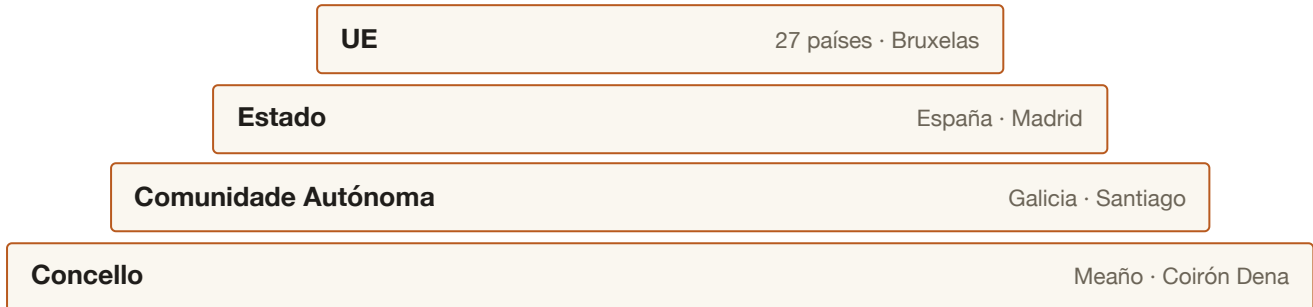 UE 27 países · Bruxelas
Estado España · Madrid
Comunidade Autónoma Galicia · Santiago
Concello Meaño · Coirón Dena